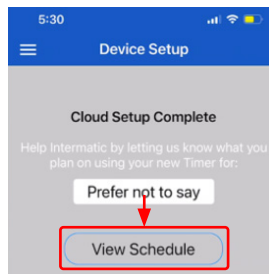 5:30
Device Setup
Cloud Setup Complete
Help Intermatic by letting us know what you
plan on using your new Timer for:
Prefer not to say
View Schedule